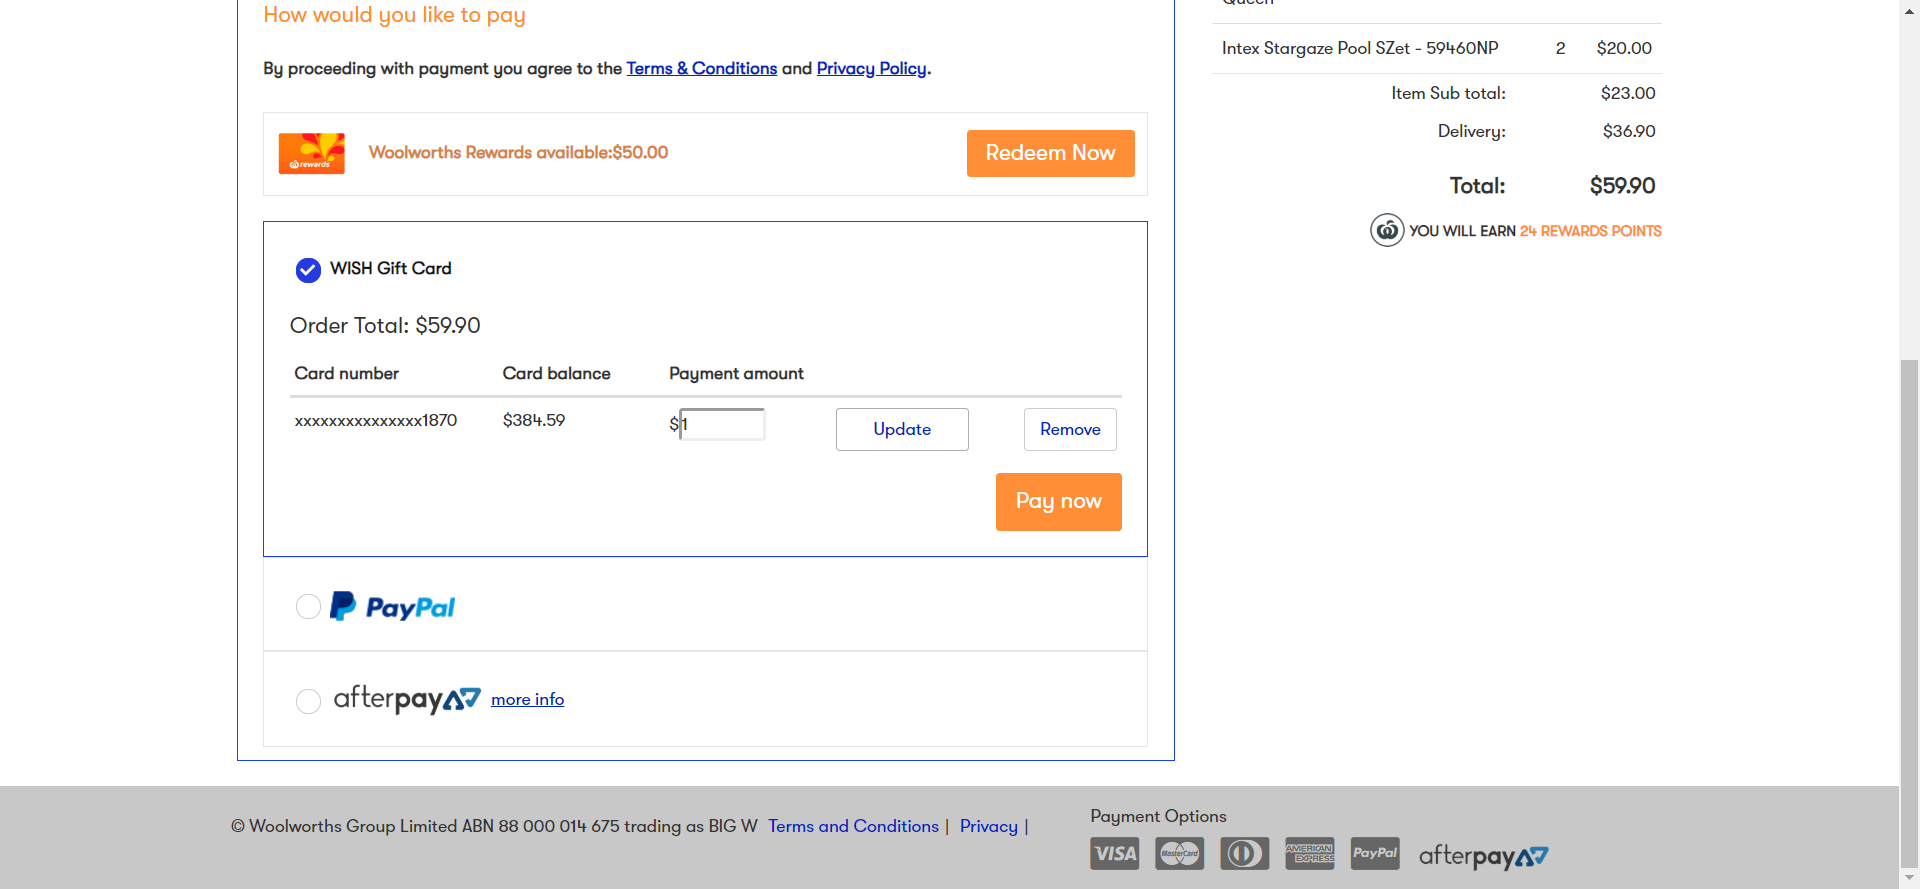 How would you like to pay
By proceeding with payment you agree to the Terms & Conditions and Privacy Policy.
rewards
Woolworths Rewards available:$50.00
Redeem Now
WISH Gift Card
Order Total: $59.90
Card number Card balance Payment amount
xxxxxxxxxxxxxxx1870 $384.59 $1 Update Remove
Pay now
PayPal
afterpay more info
Queen
Intex Stargaze Pool SZet - 59460NP 2 $20.00
Item Sub total: $23.00
Delivery: $36.90
Total: $59.90
YOU WILL EARN 24 REWARDS POINTS
© Woolworths Group Limited ABN 88 000 014 675 trading as BIG W Terms and Conditions | Privacy |
Payment Options
VISA MasterCard AMERICAN EXPRESS PayPal afterpay